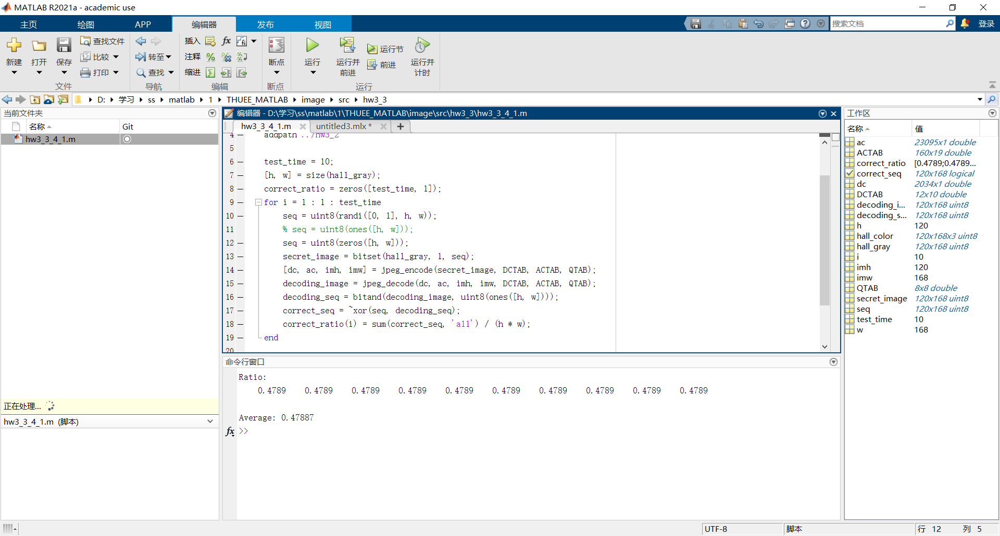 MATLAB R2021a - academic use
主页 绘图 APP 编辑器 发布 视图 搜索文档 登录
新建 打开 保存 查找文件 比较 打印 转至 查找 插入 fx 注释 缩进 断点 运行 运行并前进 运行节 前进 运行并计时
文件 导航 编辑 断点 运行
D: 学习 ss matlab 1 THUEE_MATLAB image src hw3_3
当前文件夹
名称 Git
hw3_3_4_1.m
正在处理...
hw3_3_4_1.m (脚本)
编辑器 - D:\学习\ss\matlab\1\THUEE_MATLAB\image\src\hw3_3\hw3_3_4_1.m
hw3_3_4_1.m untitled3.mlx * +
4 addpath ../hw3_2
5
6 test_time = 10;
7 [h, w] = size(hall_gray);
8 correct_ratio = zeros([test_time, 1]);
9 for i = 1 : 1 : test_time
10 seq = uint8(randi([0, 1], h, w));
11 % seq = uint8(ones([h, w]));
12 seq = uint8(zeros([h, w]));
13 secret_image = bitset(hall_gray, 1, seq);
14 [dc, ac, imh, imw] = jpeg_encode(secret_image, DCTAB, ACTAB, QTAB);
15 decoding_image = jpeg_decode(dc, ac, imh, imw, DCTAB, ACTAB, QTAB);
16 decoding_seq = bitand(decoding_image, uint8(ones([h, w])));
17 correct_seq = ~xor(seq, decoding_seq);
18 correct_ratio(i) = sum(correct_seq, 'all') / (h * w);
19 end
20
命令行窗口
Ratio:
0.4789 0.4789 0.4789 0.4789 0.4789 0.4789 0.4789 0.4789 0.4789 0.4789
Average: 0.47887
fx >>
工作区
名称 值
ac 23095x1 double
ACTAB 160x19 double
correct_ratio [0.4789;0.4789...
correct_seq 120x168 logical
dc 2034x1 double
DCTAB 12x10 double
decoding_i... 120x168 uint8
decoding_s... 120x168 uint8
h 120
hall_color 120x168x3 uint8
hall_gray 120x168 uint8
i 10
imh 120
imw 168
QTAB 8x8 double
secret_image 120x168 uint8
seq 120x168 uint8
test_time 10
w 168
UTF-8 脚本 行 12 列 5